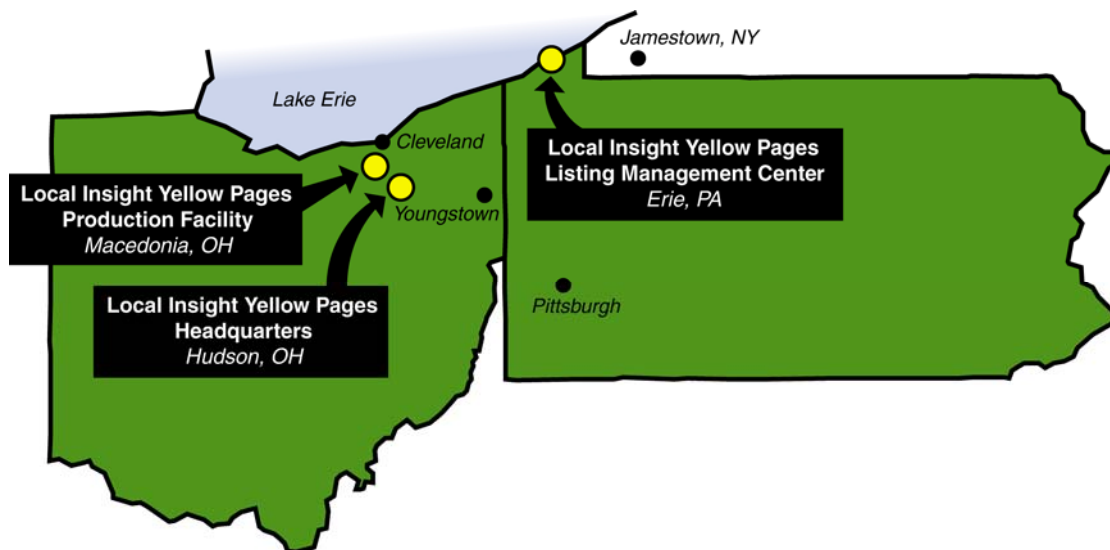 Jamestown, NY
Lake Erie
Cleveland
Local Insight Yellow Pages
Listing Management Center
Erie, PA
Local Insight Yellow Pages
Production Facility
Macedonia, OH
Youngstown
Local Insight Yellow Pages
Headquarters
Hudson, OH
Pittsburgh